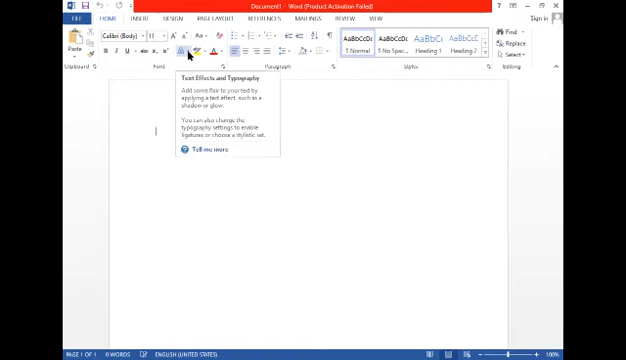 Document1 - Word (Product Activation Failed)
Sign in
FILE HOME INSERT DESIGN PAGE LAYOUT REFERENCES MAILINGS REVIEW VIEW
Calibri (Body) 11
Paste
Find
Replace
Select
AaBbCcDc AaBbCcDc AaBbCc AaBbCcD
¶ Normal ¶ No Spac... Heading 1 Heading 2
Clipboard Font Paragraph Styles Editing
Text Effects and Typography
Add some flair to your text by
applying a text effect, such as a
shadow or glow.
You can also change the
typography settings to enable
ligatures or choose a stylistic set.
Tell me more
PAGE 1 OF 1 0 WORDS ENGLISH (UNITED STATES) 100%